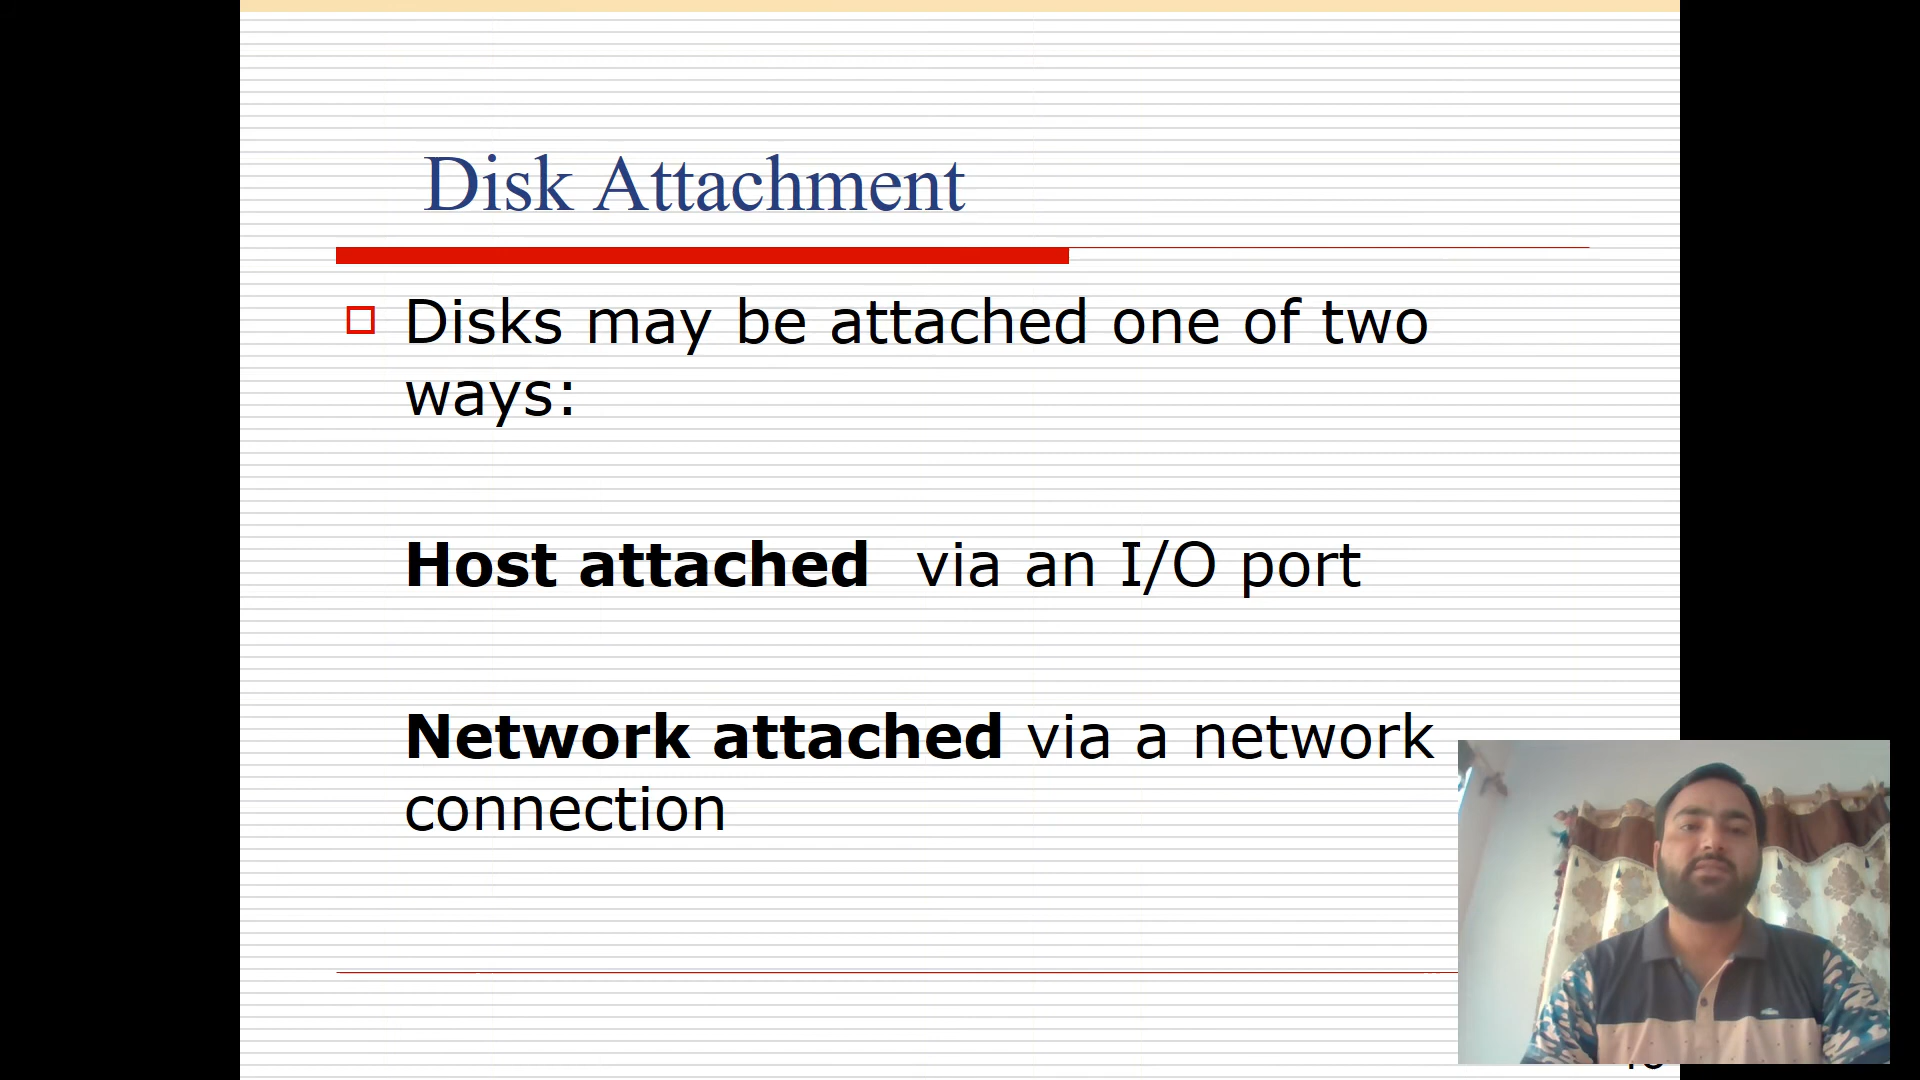 Disk Attachment
Disks may be attached one of two
ways:
Host attached via an I/O port
Network attached via a network
connection